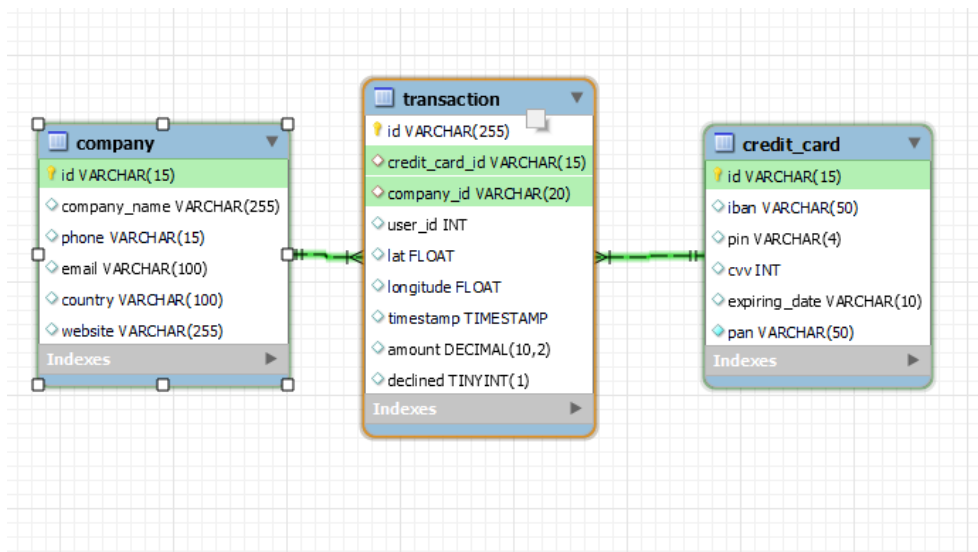 company
id VARCHAR(15)
company_name VARCHAR(255)
phone VARCHAR(15)
email VARCHAR(100)
country VARCHAR(100)
website VARCHAR(255)
Indexes
transaction
id VARCHAR(255)
credit_card_id VARCHAR(15)
company_id VARCHAR(20)
user_id INT
lat FLOAT
longitude FLOAT
timestamp TIMESTAMP
amount DECIMAL(10,2)
declined TINYINT(1)
Indexes
credit_card
id VARCHAR(15)
iban VARCHAR(50)
pin VARCHAR(4)
cvv INT
expiring_date VARCHAR(10)
pan VARCHAR(50)
Indexes